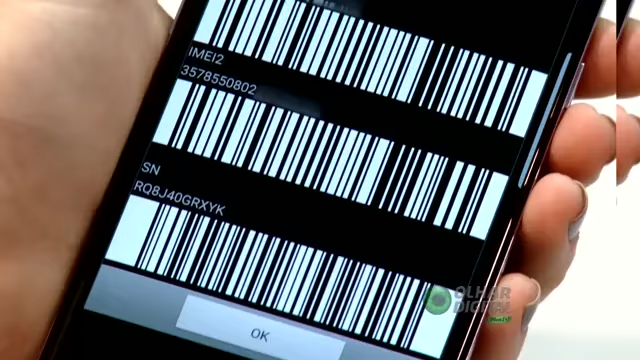 IMEI2
3578550802
SN
RQ8J40GRXYK
OK
OLHAR
DIGITAL